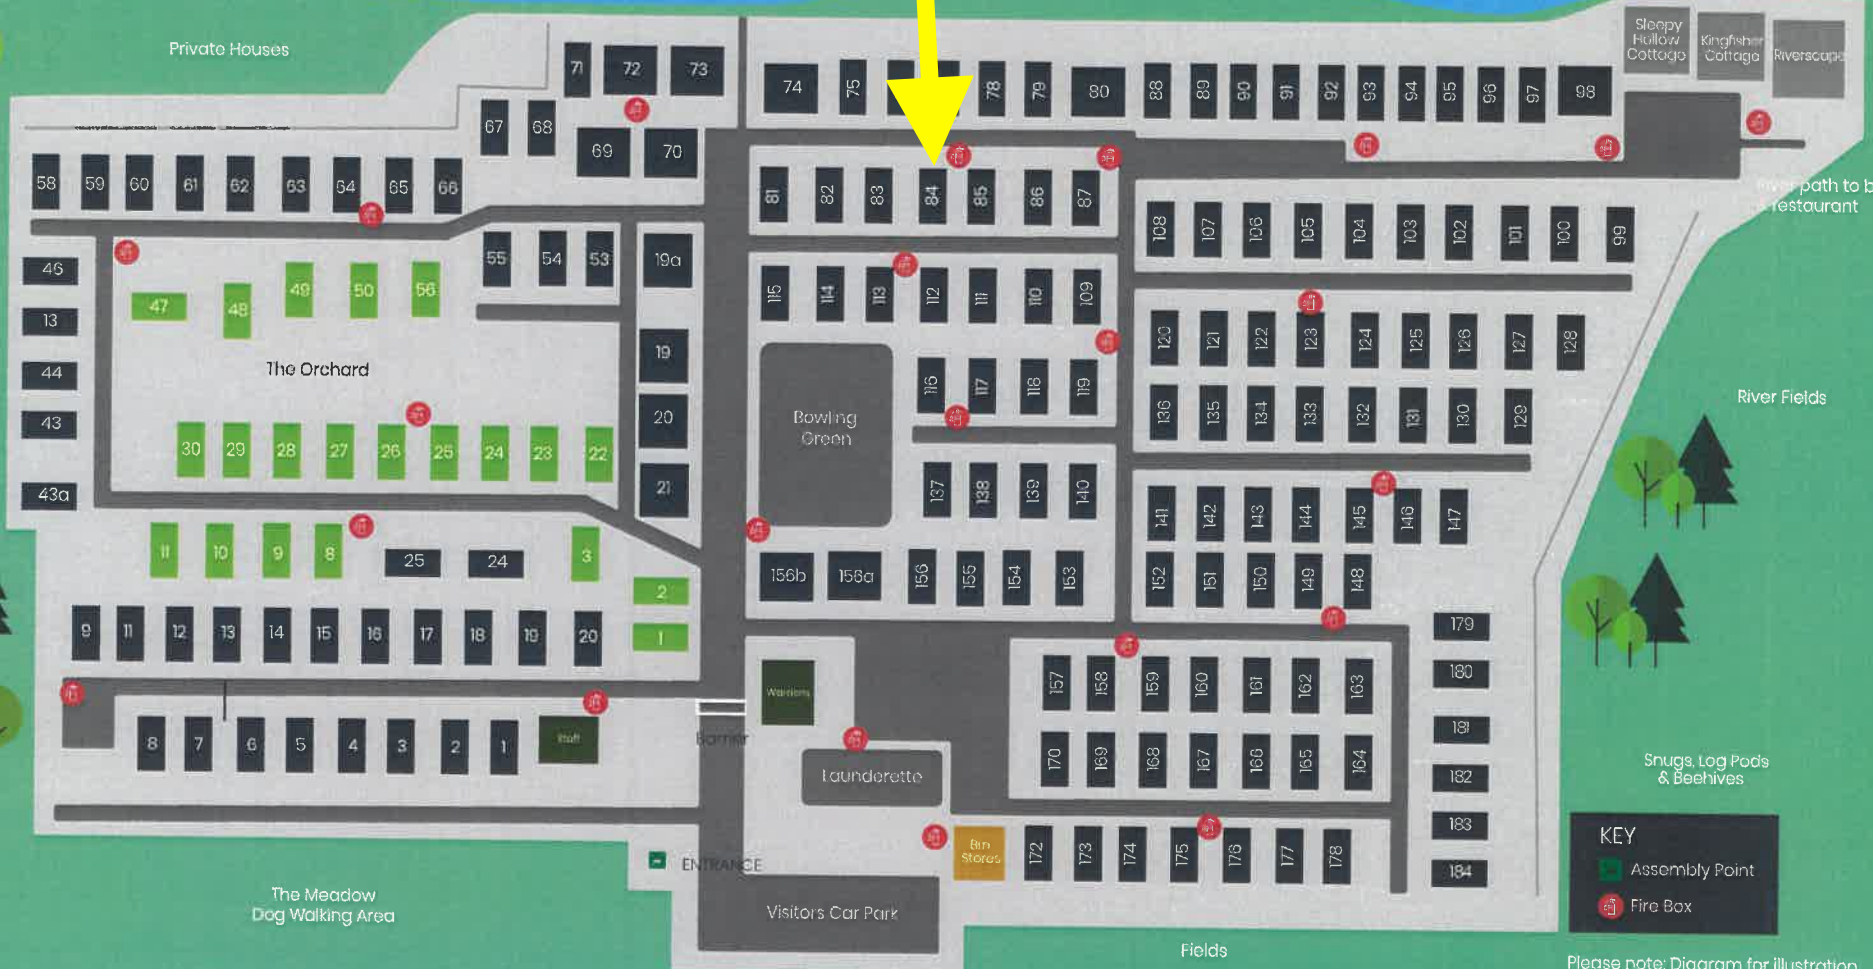 Private Houses
71 72 73
74 75 78 79 80 88 89 90 91 92 93 94 95 96 97 98
Sleepy
Hollow
Cottage
Kingfisher
Cottage
Riverscape
67 68
69 70
58 59 60 61 62 63 64 65 66
81 82 83 84 85 86 87
path to b
restaurant
108 107 106 105 104 103 102 101 100 99
46
55 54 53 19a
47 48 49 50 56
115 114 113 112 111 110 109
13
120 121 122 123 124 125 126 127 128
19
The Orchard
44
116 117 118 119
136 135 134 133 132 131 130 129
River Fields
43
20
Bowling
Green
30 29 28 27 26 25 24 23 22
43a
21
137 138 139 140
141 142 143 144 145 146 147
11 10 9 8 25 24 3
2
156b 156a 156 155 154 153
152 151 150 149 148
9 11 12 13 14 15 16 17 18 19 20 1
179
180
181
182
183
184
Wardens
157 158 159 160 161 162 163
Barrier
8 7 6 5 4 3 2 1 Staff
170 169 168 167 166 165 164
Launderette
Snugs, Log Pods
& Beehives
Bin
Stores
172 173 174 175 176 177 178
ENTRANCE
KEY
Assembly Point
Fire Box
The Meadow
Dog Walking Area
Visitors Car Park
Fields
Please note: Diagram for illustration